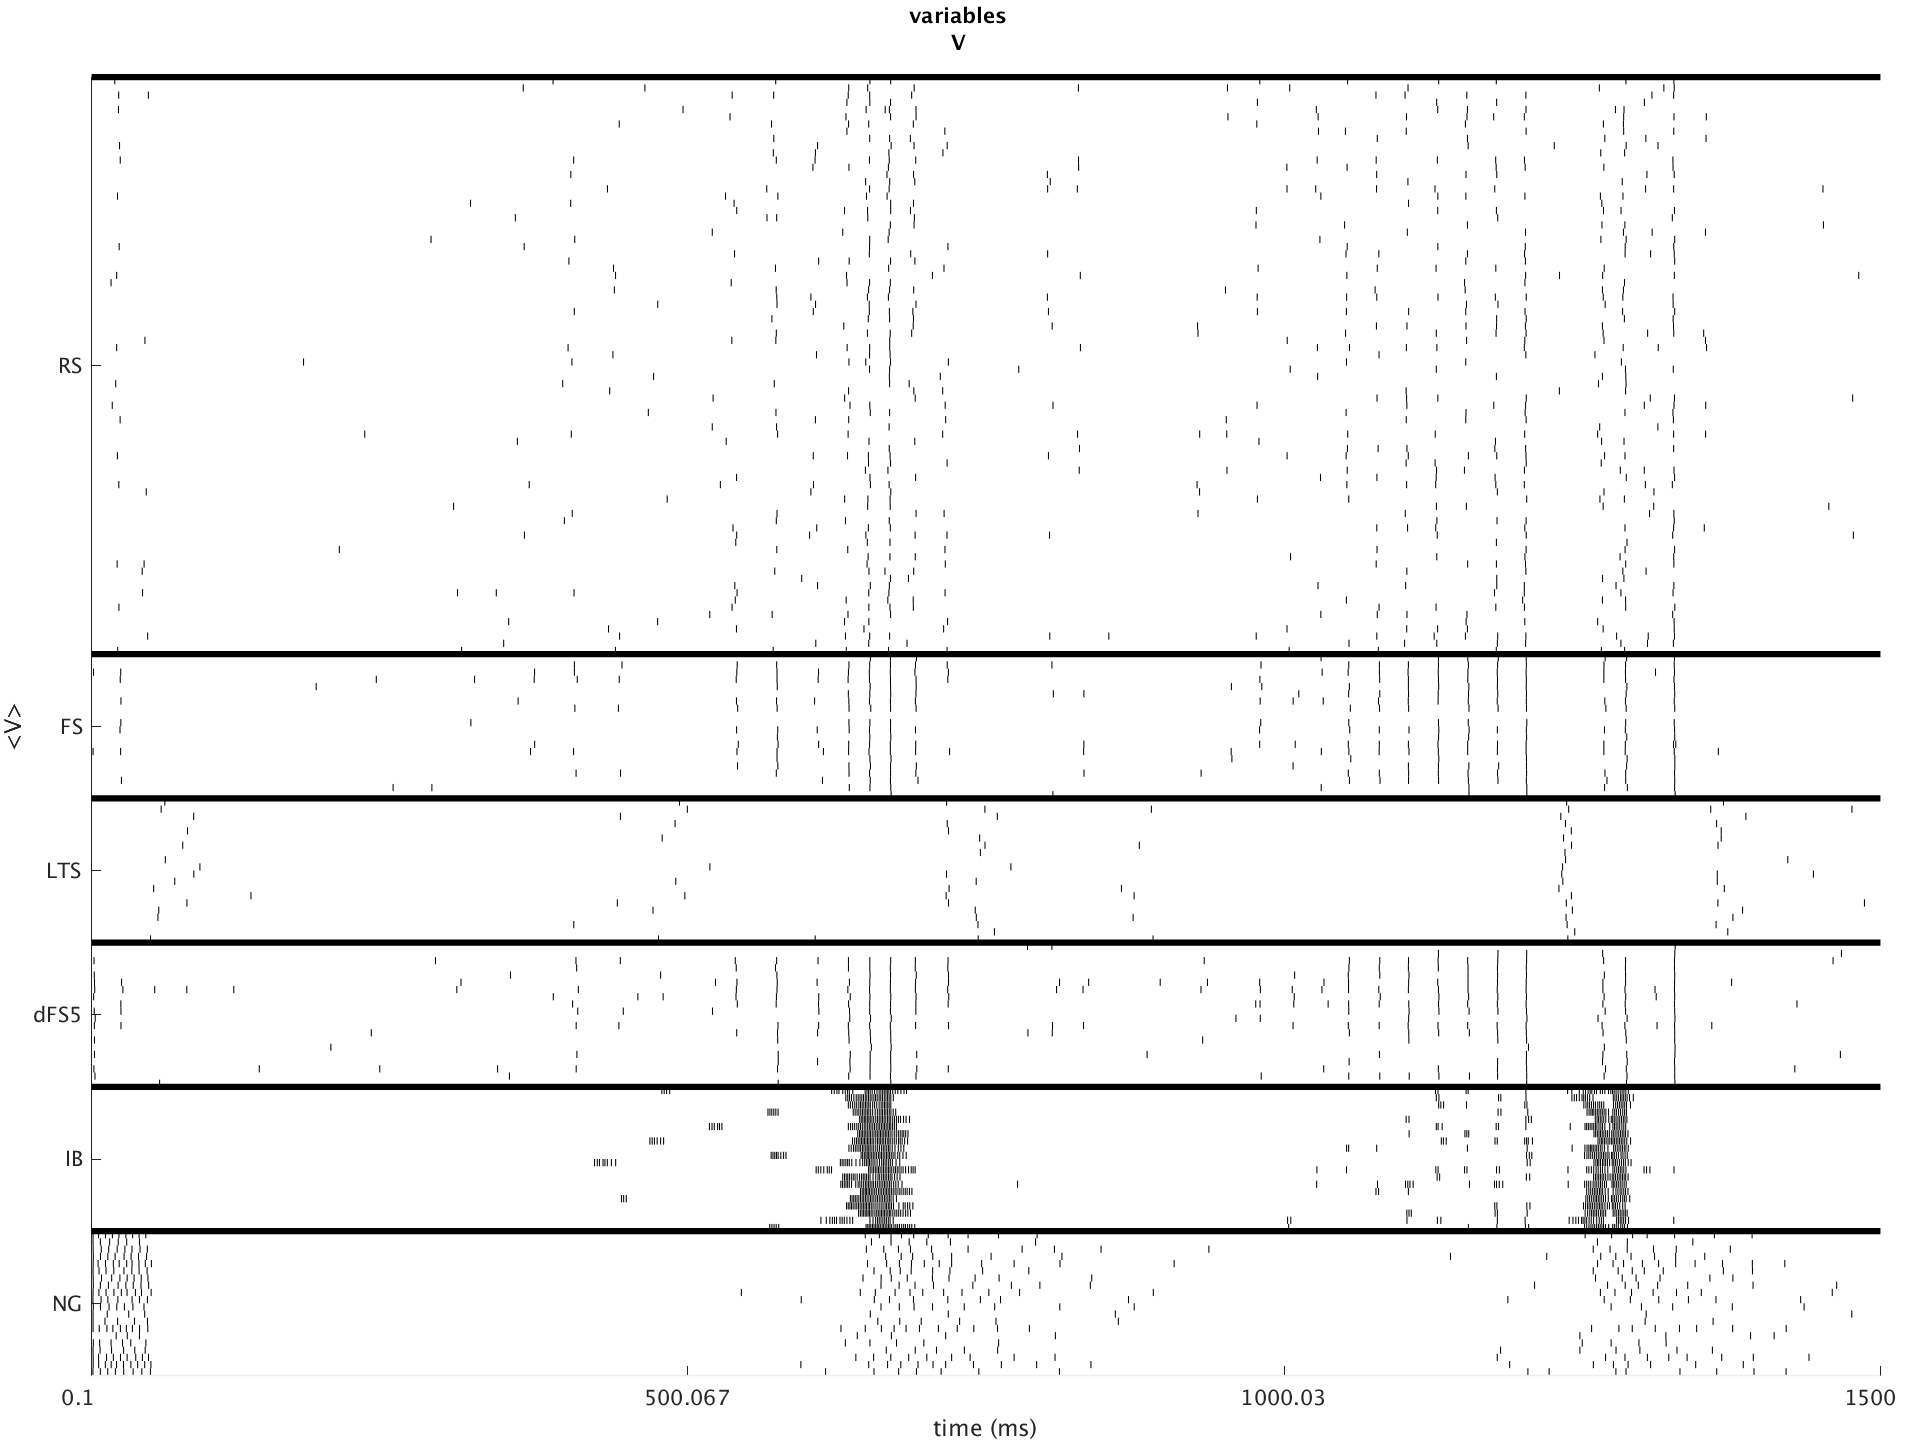 variables
V
RS
FS
<V>
LTS
dFS5
IB
NG
0.1
500.067
1000.03
1500
time (ms)